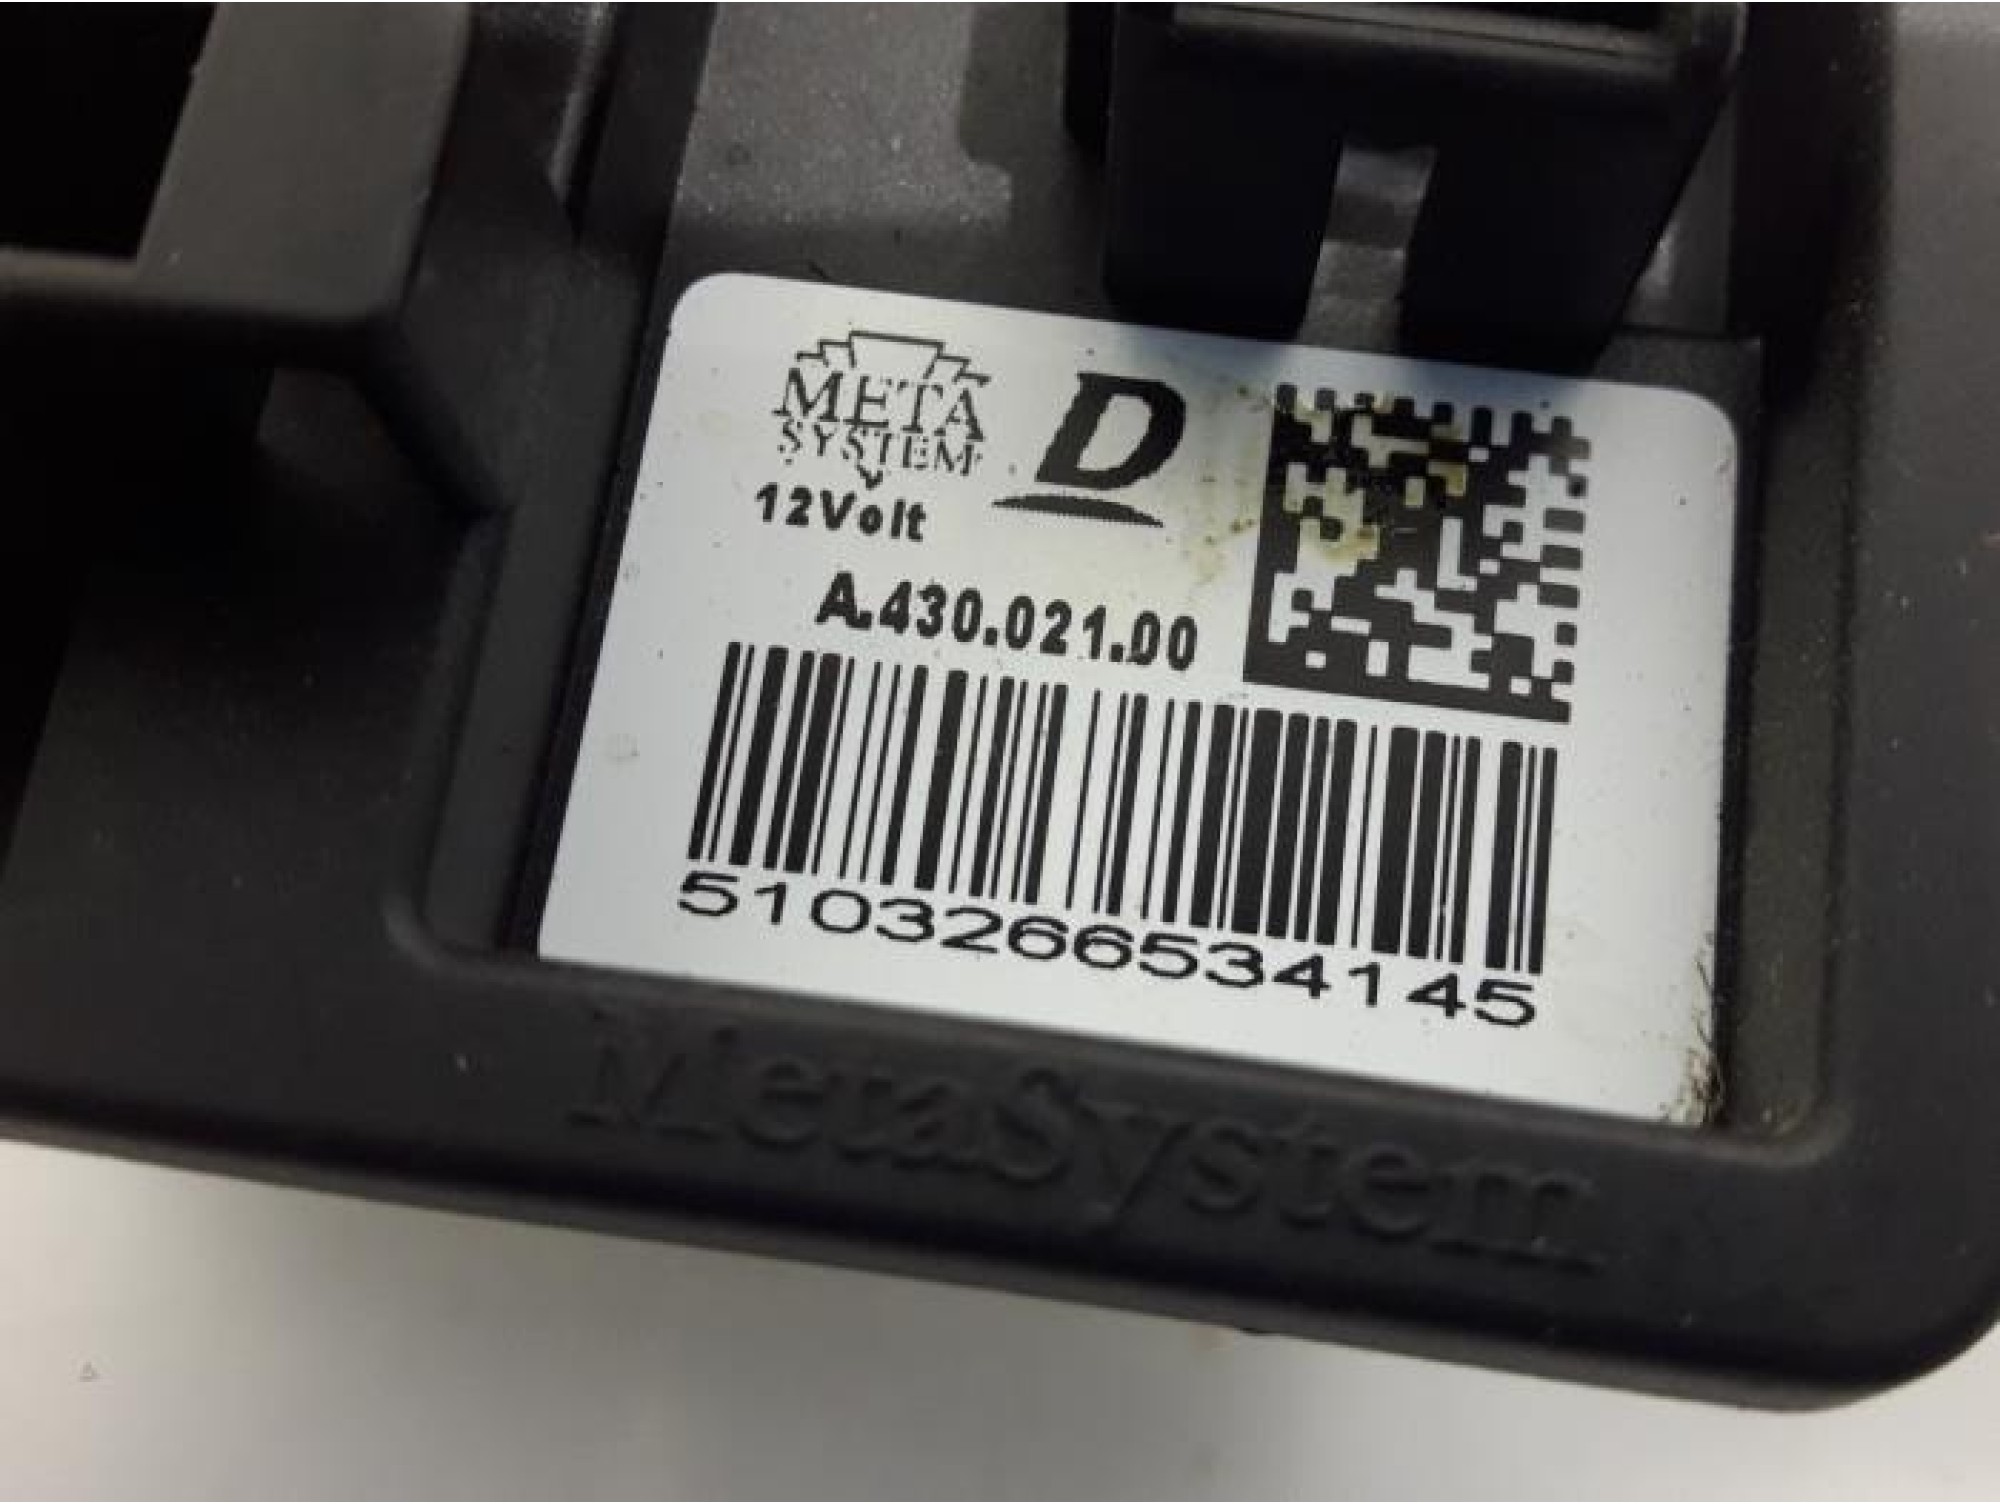 META
SYSTEM
D
12Volt
A.430.021.00
5103266534145
MetaSystem